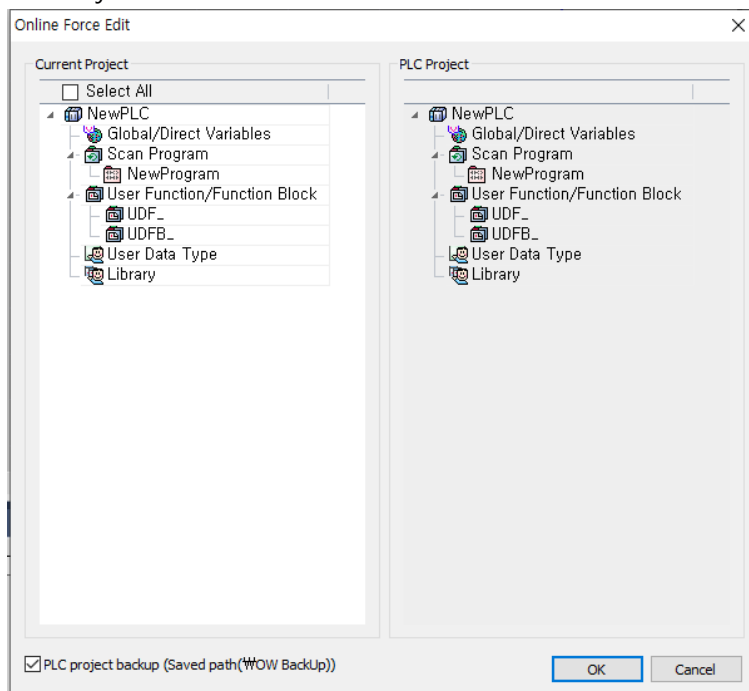 Online Force Edit
Current Project
Select All
NewPLC
Global/Direct Variables
Scan Program
NewProgram
User Function/Function Block
UDF_
UDFB_
User Data Type
Library
PLC Project
NewPLC
Global/Direct Variables
Scan Program
NewProgram
User Function/Function Block
UDF_
UDFB_
User Data Type
Library
PLC project backup (Saved path(₩OW BackUp))
OK
Cancel